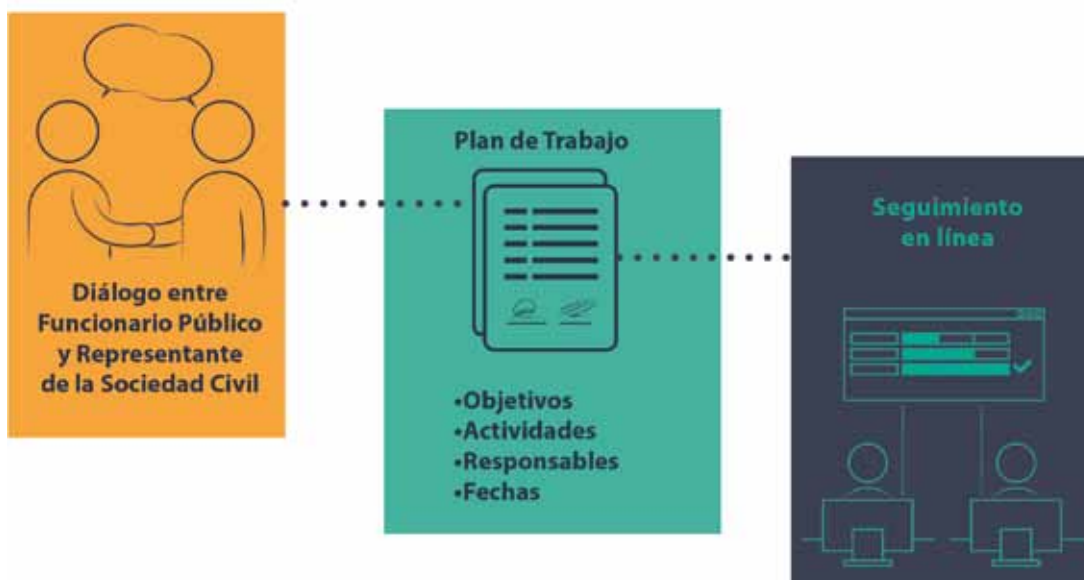 Diálogo entre
Funcionario Público
y Representante
de la Sociedad Civil
Plan de Trabajo
•Objetivos
•Actividades
•Responsables
•Fechas
Seguimiento
en línea